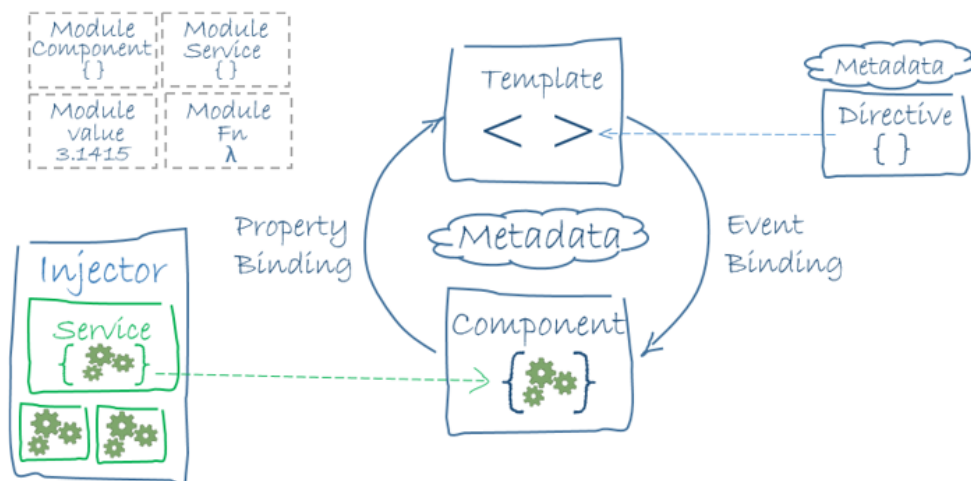 Module
Component
{ }
Module
Service
{ }
Module
value
3.1415
Module
Fn
λ
Template
< >
Metadata
Directive
{ }
Property
Binding
Metadata
Event
Binding
Injector
Service
{ }
Component
{ }